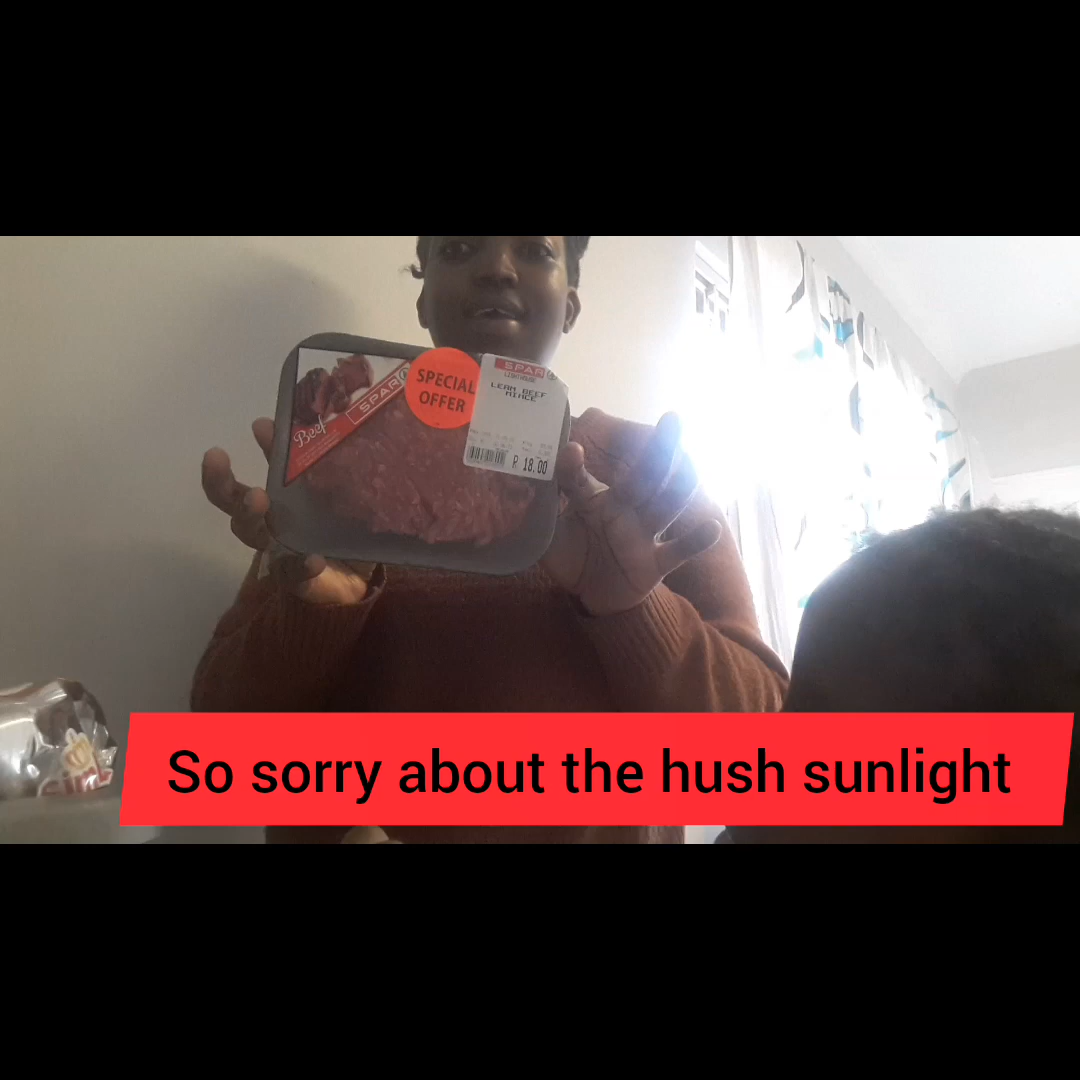 SPAR
SPECIAL
OFFER
SPAR
LEAN BEEF
MINCE
Beef
R 18.00
So sorry about the hush sunlight